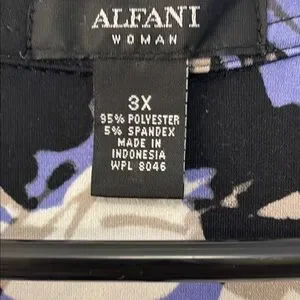 ALFANI
WOMAN
3X
95% POLYESTER
5% SPANDEX
MADE IN
INDONESIA
WPL 8046